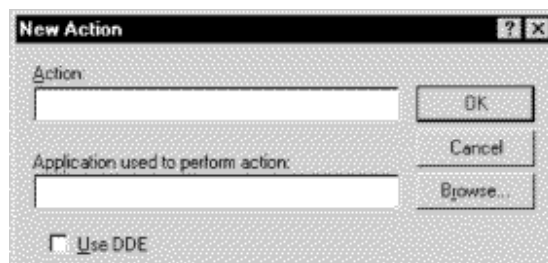 New Action
Action:
OK
Cancel
Application used to perform action:
Browse...
Use DDE